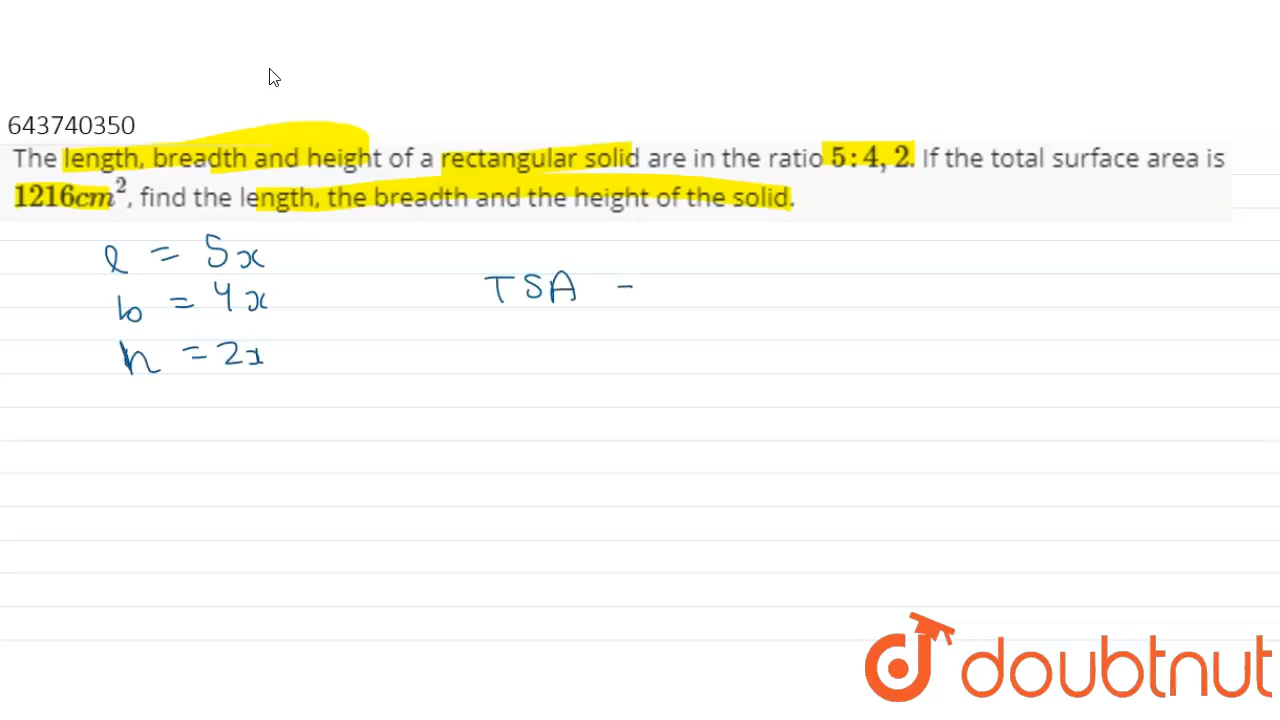 643740350
The length, breadth and height of a rectangular solid are in the ratio 5 : 4, 2. If the total surface area is
1216cm², find the length, the breadth and the height of the solid.
l = 5x
b = 4x
TSA -
h = 2x
doubtnut